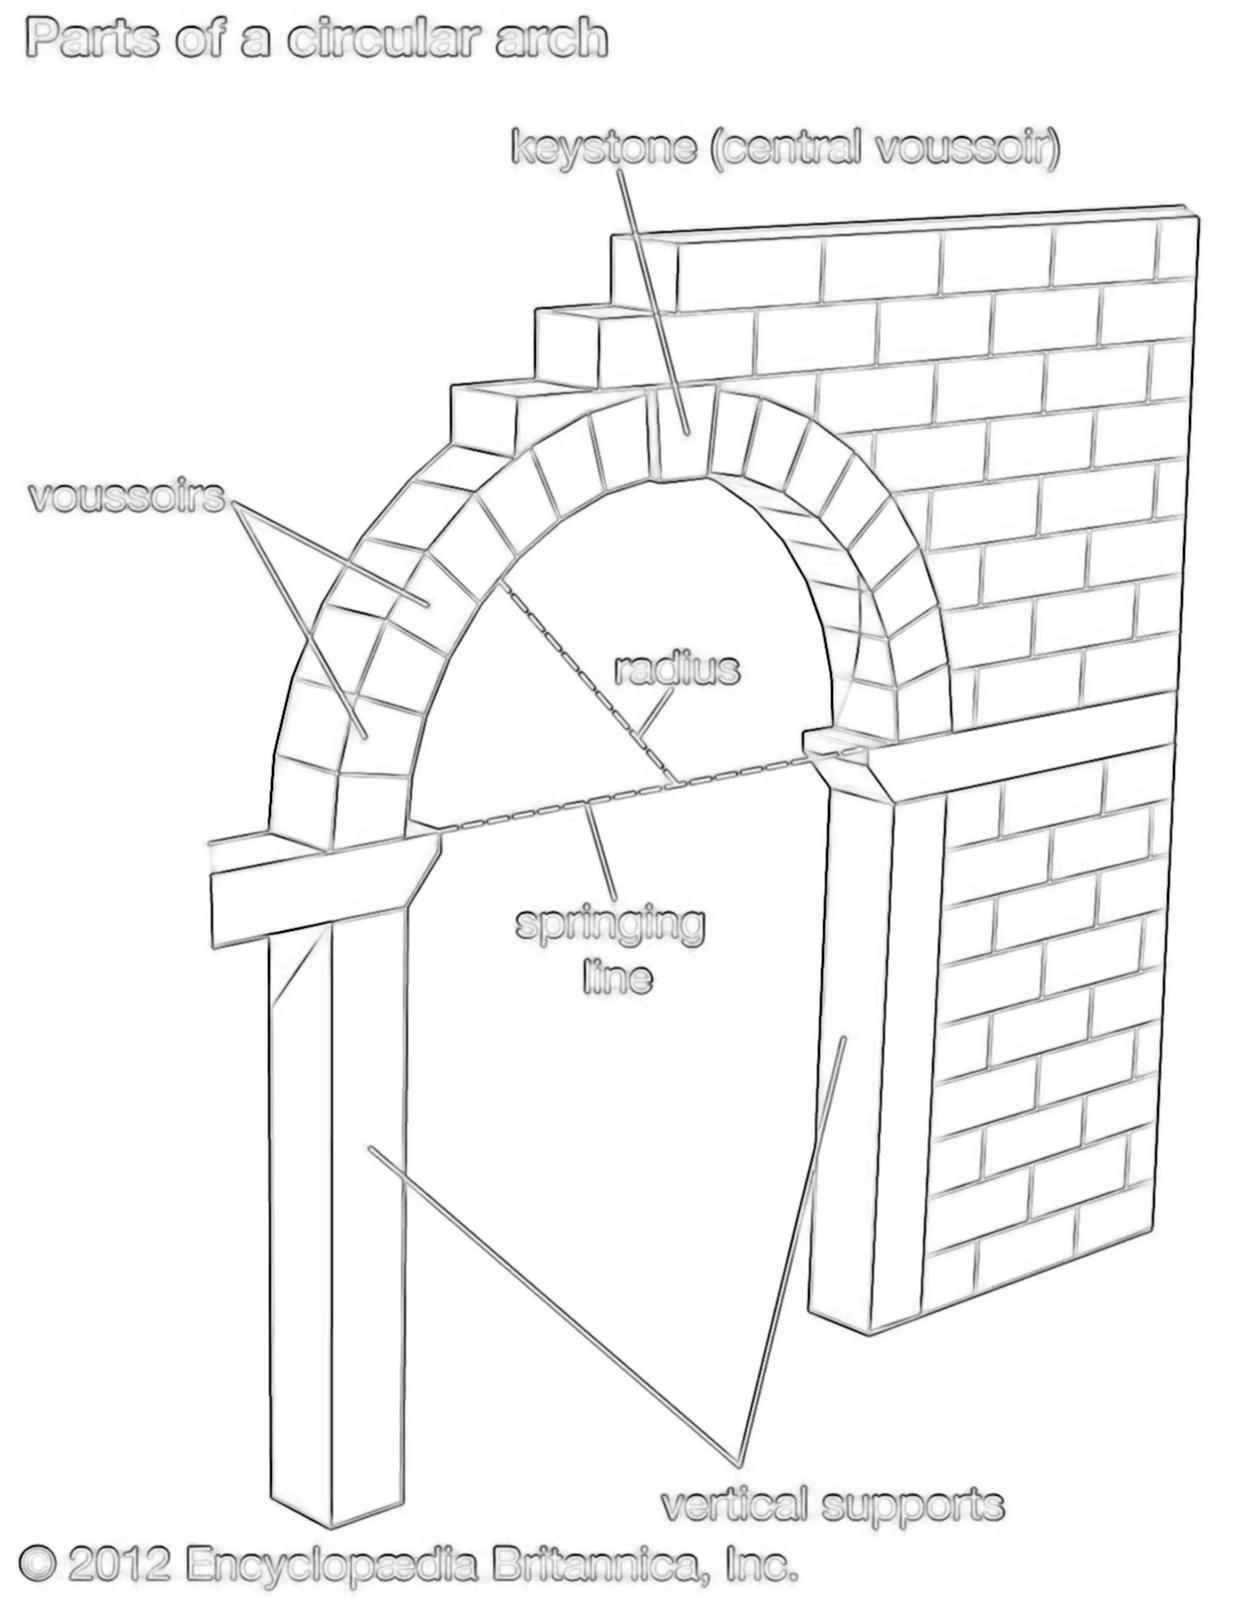 Parts of a circular arch
keystone (central voussoir)
voussoirs
radius
springing
line
vertical supports
© 2012 Encyclopædia Britannica, Inc.